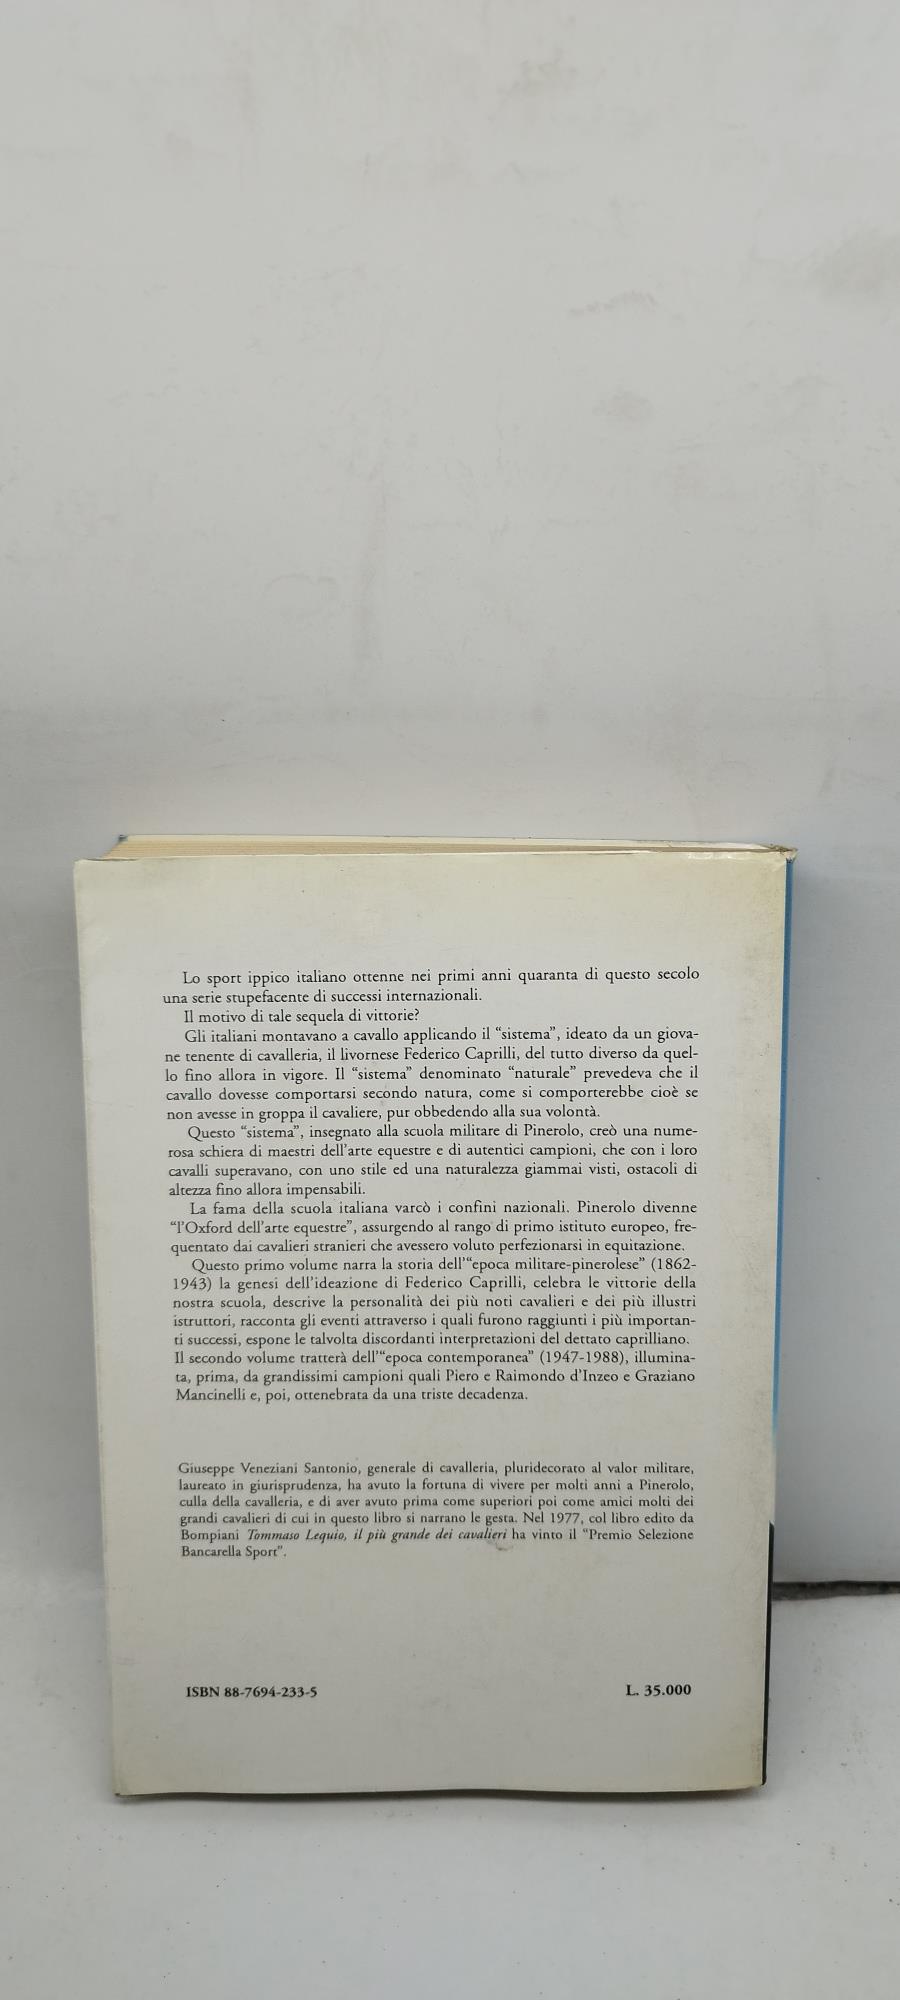 Lo sport ippico italiano ottenne nei primi anni quaranta di questo secolo
una serie stupefacente di successi internazionali.
Il motivo di tale sequela di vittorie?
Gli italiani montavano a cavallo applicando il “sistema”, ideato da un giova-
ne tenente di cavalleria, il livornese Federico Caprilli, del tutto diverso da quel-
lo fino allora in vigore. Il “sistema” denominato “naturale” prevedeva che il
cavallo dovesse comportarsi secondo natura, come si comporterebbe cioè se
non avesse in groppa il cavaliere, pur obbedendo alla sua volontà.
Questo “sistema”, insegnato alla scuola militare di Pinerolo, creò una nume-
rosa schiera di maestri dell’arte equestre e di autentici campioni, che con i loro
cavalli superavano, con uno stile ed una naturalezza giammai visti, ostacoli di
altezza fino allora impensabili.
La fama della scuola italiana varcò i confini nazionali. Pinerolo divenne
“l’Oxford dell’arte equestre”, assurgendo al rango di primo istituto europeo, fre-
quentato dai cavalieri stranieri che avessero voluto perfezionarsi in equitazione.
Questo primo volume narra la storia dell’“epoca militare-pinerolese” (1862-
1943) la genesi dell’ideazione di Federico Caprilli, celebra le vittorie della
nostra scuola, descrive la personalità dei più noti cavalieri e dei più illustri
istruttori, racconta gli eventi attraverso i quali furono raggiunti i più importan-
ti successi, espone le talvolta discordanti interpretazioni del dettato caprilliano.
Il secondo volume tratterà dell’“epoca contemporanea” (1947-1988), illumina-
ta, prima, da grandissimi campioni quali Piero e Raimondo d’Inzeo e Graziano
Mancinelli e, poi, ottenebrata da una triste decadenza.
Giuseppe Veneziani Santonio, generale di cavalleria, pluridecorato al valor militare,
laureato in giurisprudenza, ha avuto la fortuna di vivere per molti anni a Pinerolo,
culla della cavalleria, e di aver avuto prima come superiori poi come amici molti dei
grandi cavalieri di cui in questo libro si narrano le gesta. Nel 1977, col libro edito da
Bompiani Tommaso Lequio, il più grande dei cavalieri ha vinto il “Premio Selezione
Bancarella Sport”.
ISBN 88-7694-233-5
L. 35.000